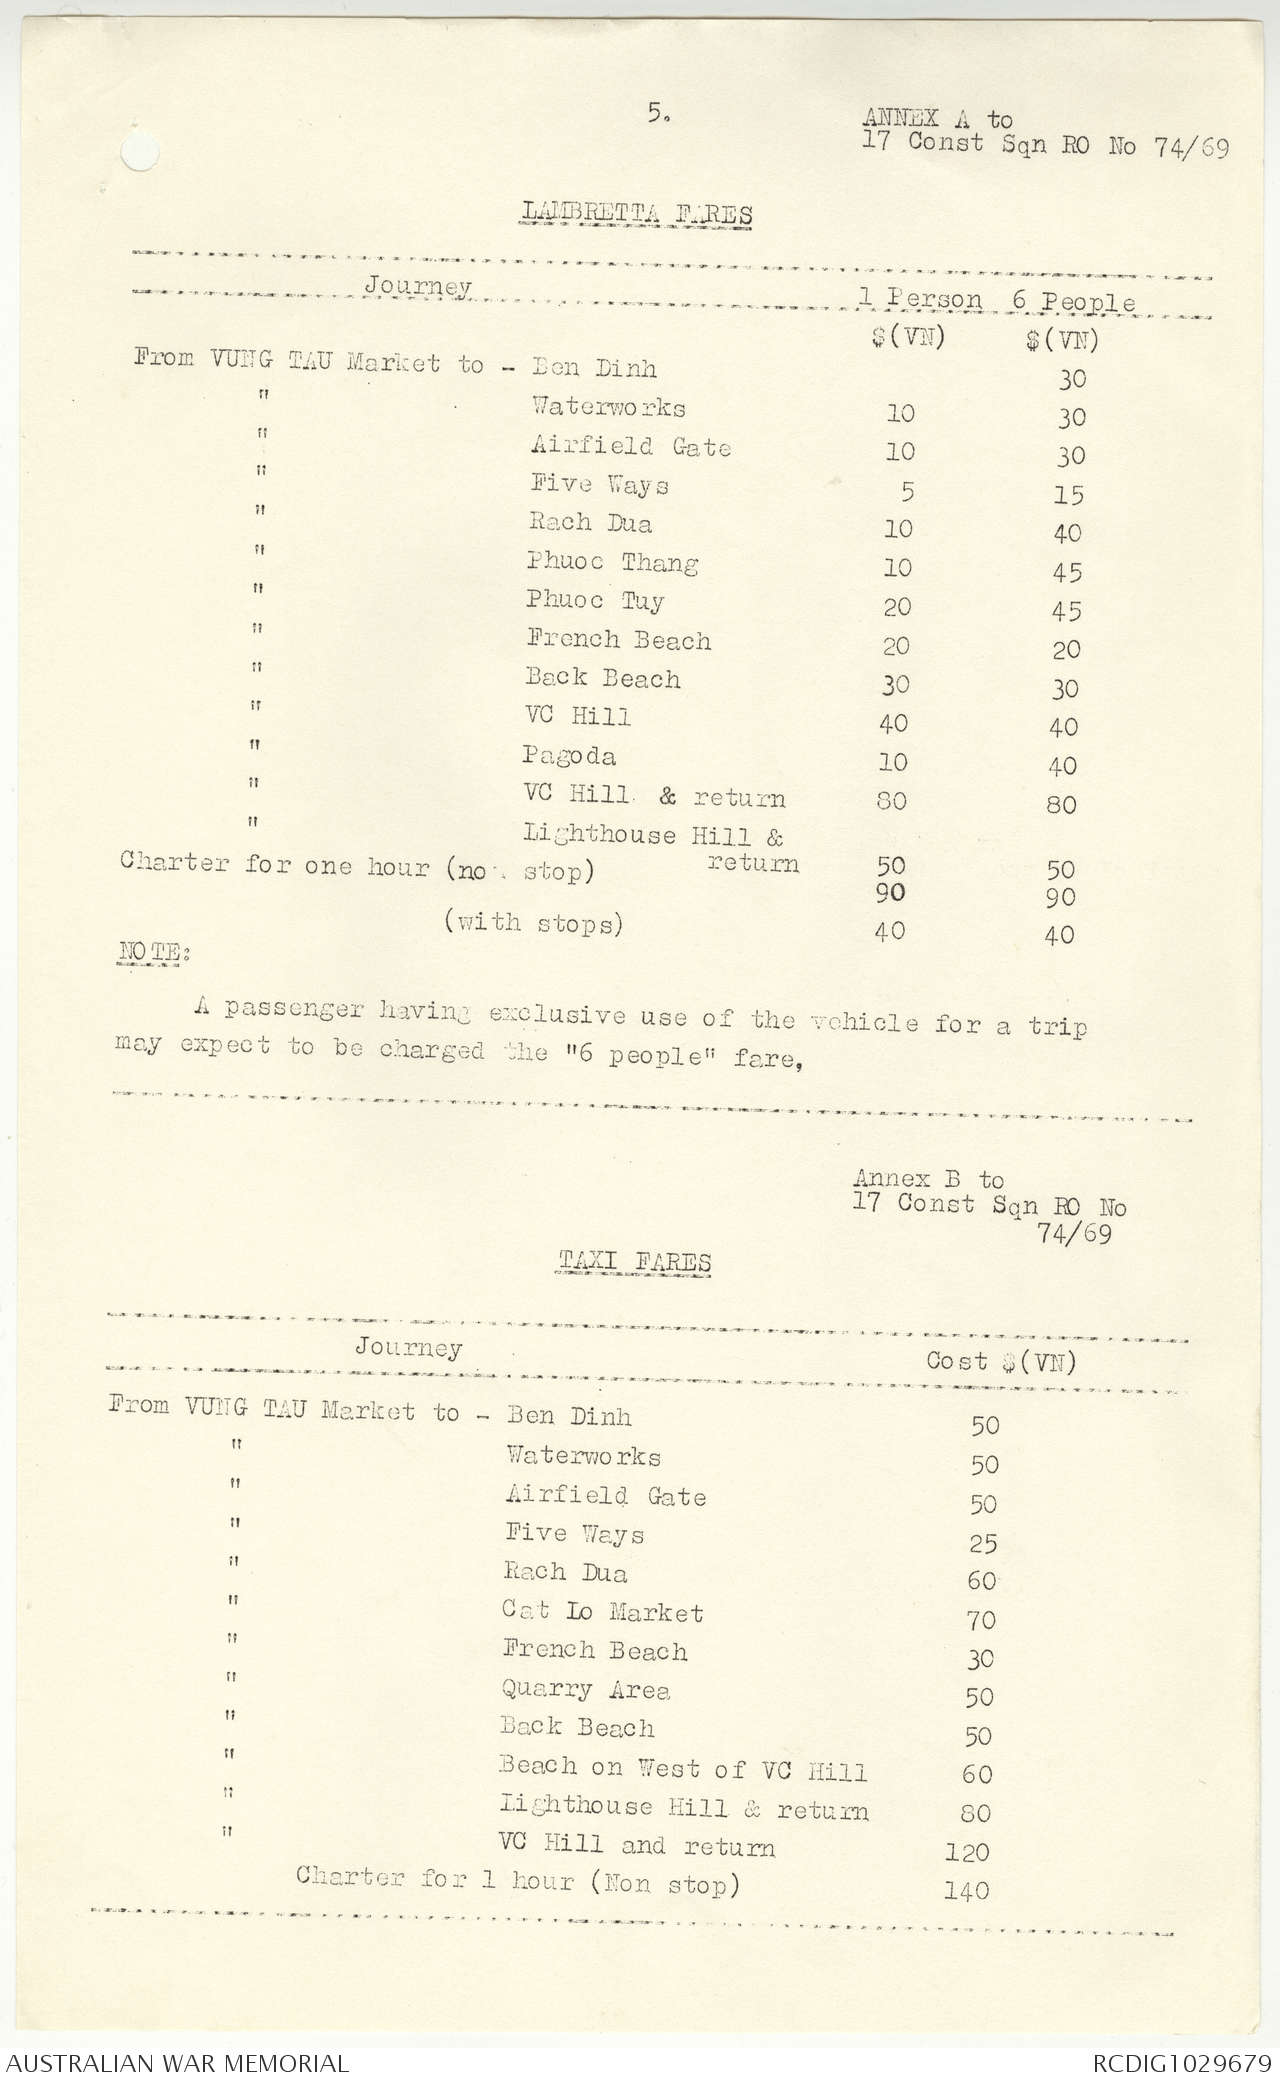 5.
ANNEX A to
17 Const Sqn RO No 74/69
LAMBRETTA FARES
Journey 1 Person 6 People
$(VN) $(VN)
From VUNG TAU Market to - Ben Dinh 30
" Waterworks 10 30
" Airfield Gate 10 30
" Five Ways 5 15
" Rach Dua 10 40
" Phuoc Thang 10 45
" Phuoc Tuy 20 45
" French Beach 20 20
" Back Beach 30 30
" VC Hill 40 40
" Pagoda 10 40
" VC Hill & return 80 80
" Lighthouse Hill &
return 50 50
Charter for one hour (non stop) 90 90
(with stops) 40 40
NOTE:
A passenger having exclusive use of the vehicle for a trip
may expect to be charged the "6 people" fare,
Annex B to
17 Const Sqn RO No
74/69
TAXI FARES
Journey Cost $(VN)
From VUNG TAU Market to - Ben Dinh 50
" Waterworks 50
" Airfield Gate 50
" Five Ways 25
" Rach Dua 60
" Cat Lo Market 70
" French Beach 30
" Quarry Area 50
" Back Beach 50
" Beach on West of VC Hill 60
" Lighthouse Hill & return 80
" VC Hill and return 120
Charter for 1 hour (Non stop) 140
AUSTRALIAN WAR MEMORIAL RCDIG1029679